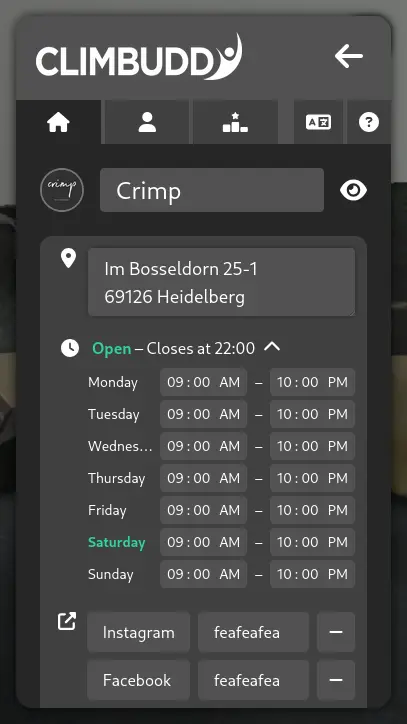 CLIMBUDDY
crimp
Crimp
Im Bosseldorn 25-1
69126 Heidelberg
Open – Closes at 22:00
Monday 09:00 AM – 10:00 PM
Tuesday 09:00 AM – 10:00 PM
Wednes... 09:00 AM – 10:00 PM
Thursday 09:00 AM – 10:00 PM
Friday 09:00 AM – 10:00 PM
Saturday 09:00 AM – 10:00 PM
Sunday 09:00 AM – 10:00 PM
Instagram feafeafea
Facebook feafeafea